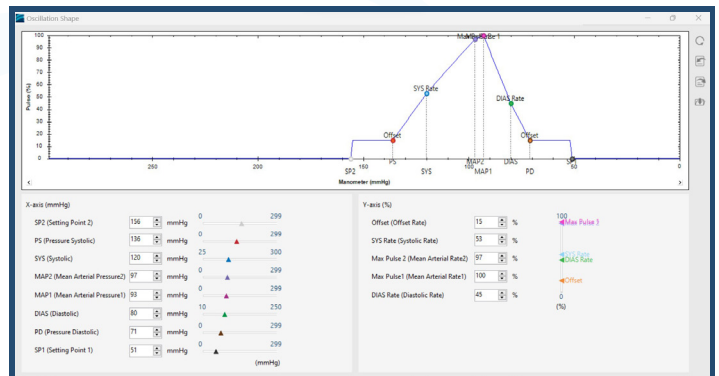 Oscillation Shape
100
90
80
70
60
50
40
30
20
10
0
Pulse (%)
Max Pulse 1
SYS Rate
DIAS Rate
Offset
Offset
250
200
150
100
50
0
SP2
PS
SYS
MAP2
MAP1
DIAS
PD
Manometer (mmHg)
X-axis (mmHg)
SP2 (Setting Point 2) 156 mmHg 0 299
PS (Pressure Systolic) 136 mmHg 0 299
SYS (Systolic) 120 mmHg 25 300
MAP2 (Mean Arterial Pressure2) 97 mmHg 0 299
MAP1 (Mean Arterial Pressure1) 93 mmHg 0 299
DIAS (Diastolic) 80 mmHg 10 250
PD (Pressure Diastolic) 71 mmHg 0 299
SP1 (Setting Point 1) 51 mmHg 0 299
(mmHg)
Y-axis (%)
Offset (Offset Rate) 15 %
SYS Rate (Systolic Rate) 53 %
Max Pulse 2 (Mean Arterial Rate2) 97 %
Max Pulse1 (Mean Arterial Rate1) 100 %
DIAS Rate (Diastolic Rate) 45 %
100
Max Pulse 1
SYS Rate
DIAS Rate
Offset
0
(%)